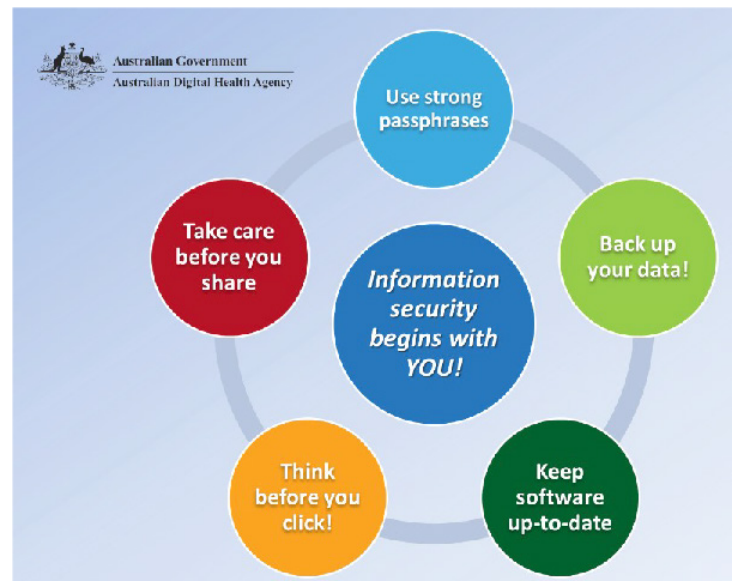 Australian Government
Australian Digital Health Agency
Use strong
passphrases
Back up
your data!
Keep
software
up-to-date
Think
before you
click!
Take care
before you
share
Information
security
begins with
YOU!